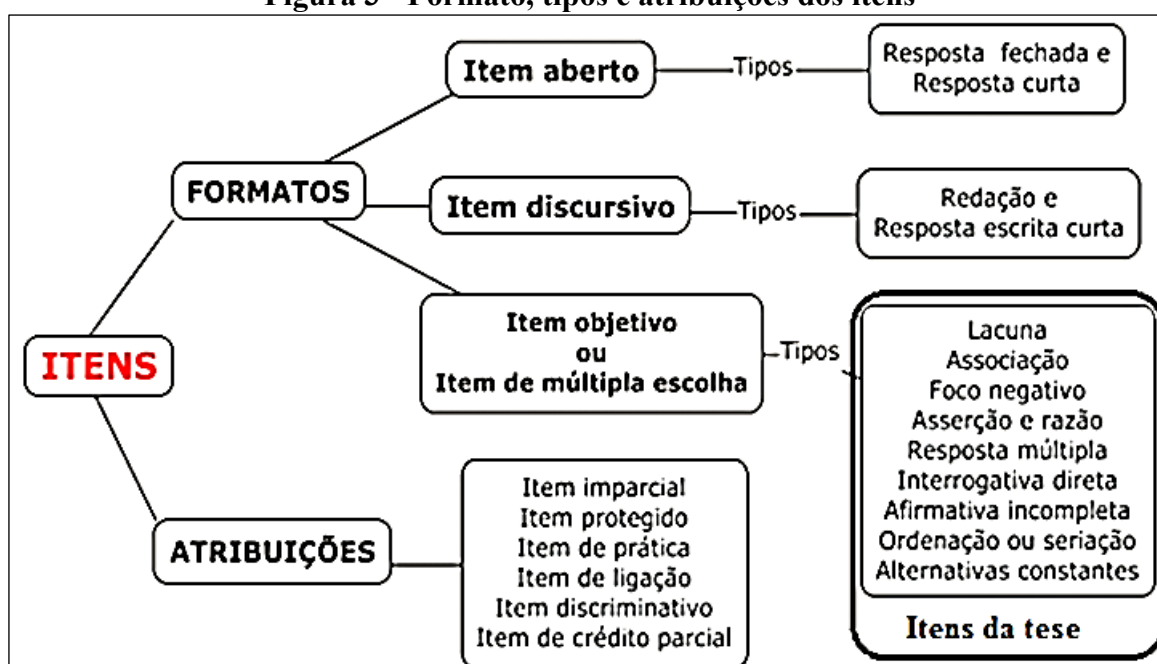 Figura 3 - Formato, tipos e atribuições dos itens
Item aberto
Tipos
Resposta fechada e
Resposta curta
FORMATOS
Item discursivo
Tipos
Redação e
Resposta escrita curta
Item objetivo
ou
Item de múltipla escolha
Tipos
Lacuna
Associação
Foco negativo
Asserção e razão
Resposta múltipla
Interrogativa direta
Afirmativa incompleta
Ordenação ou seriação
Alternativas constantes
Itens da tese
ITENS
ATRIBUIÇÕES
Item imparcial
Item protegido
Item de prática
Item de ligação
Item discriminativo
Item de crédito parcial